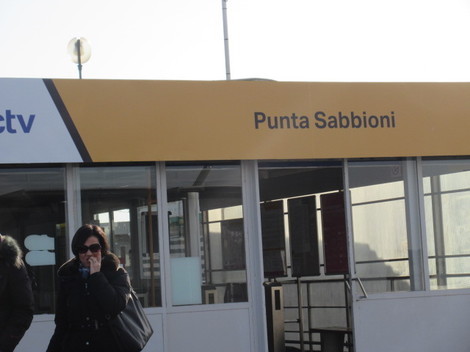 ctv
Punta Sabbioni